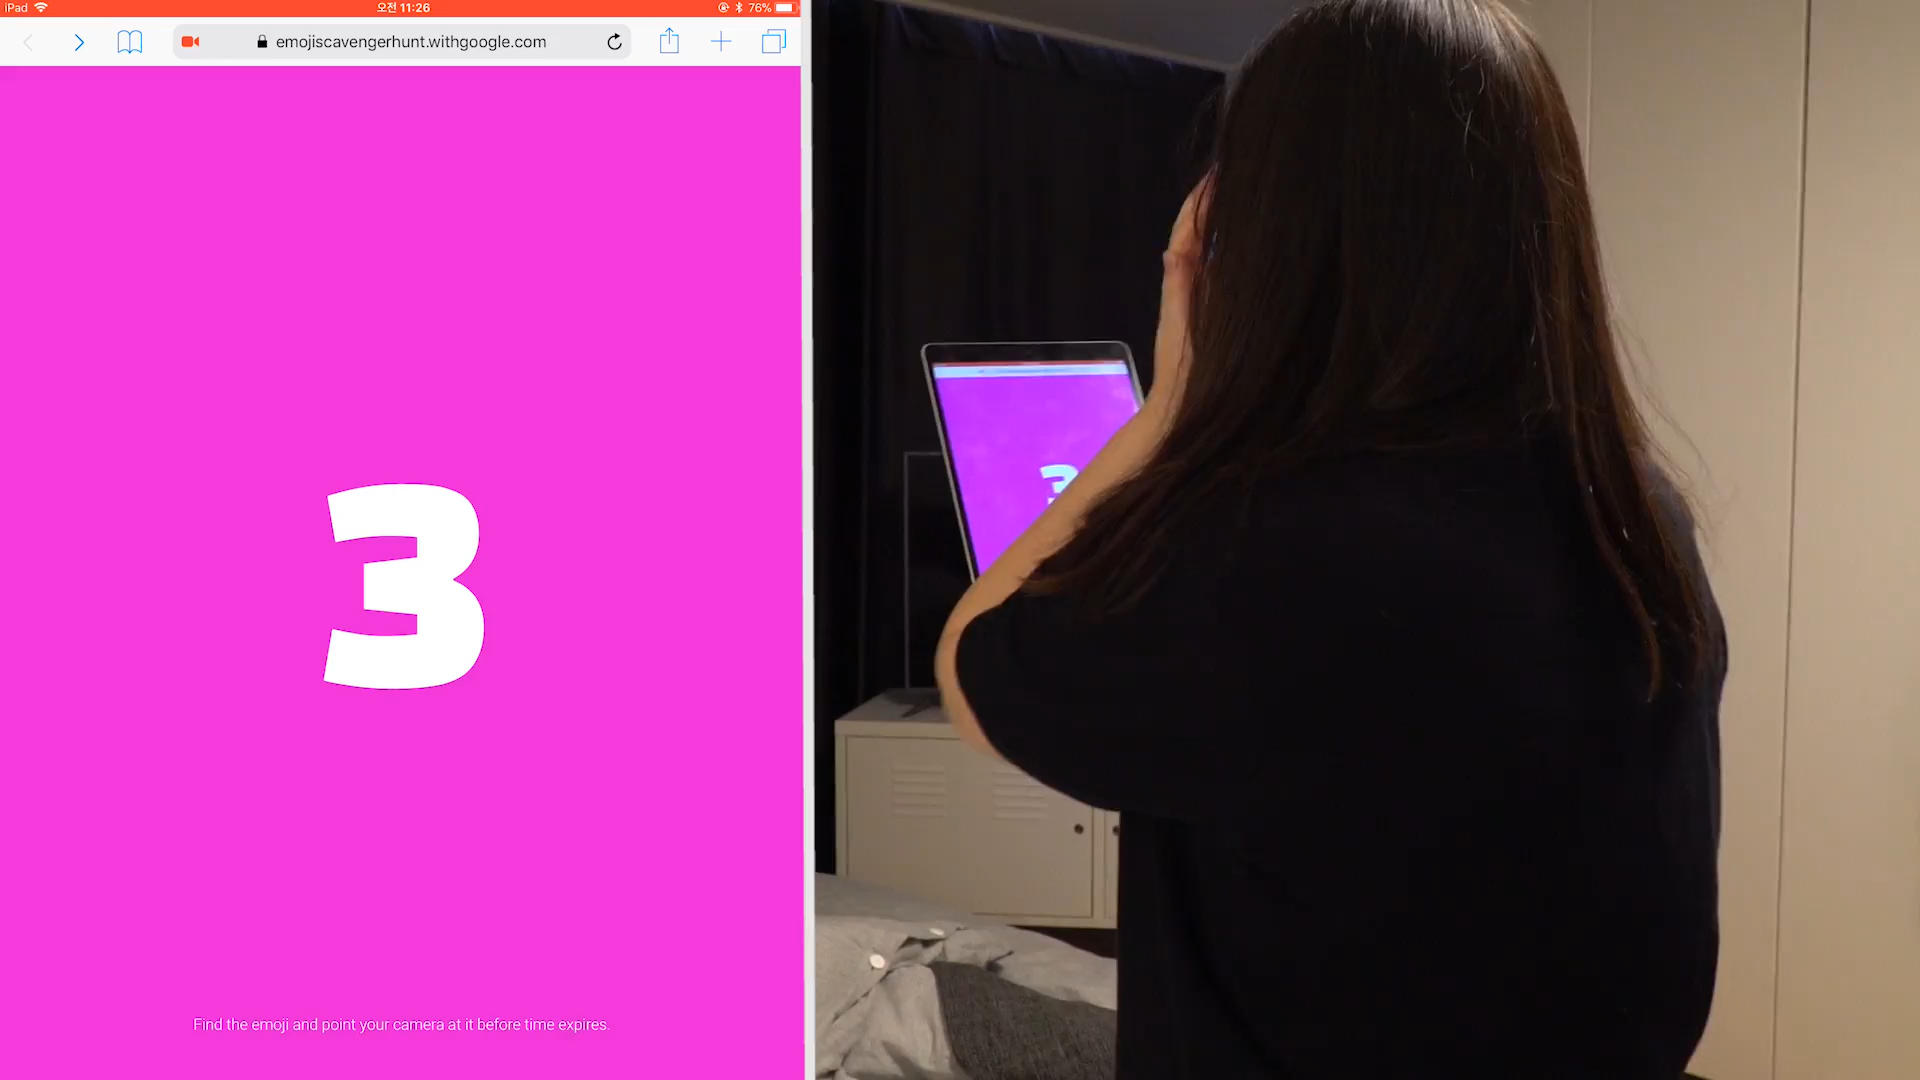 iPad 오전 11:26 76%
emojiscavengerhunt.withgoogle.com
3
Find the emoji and point your camera at it before time expires.
3